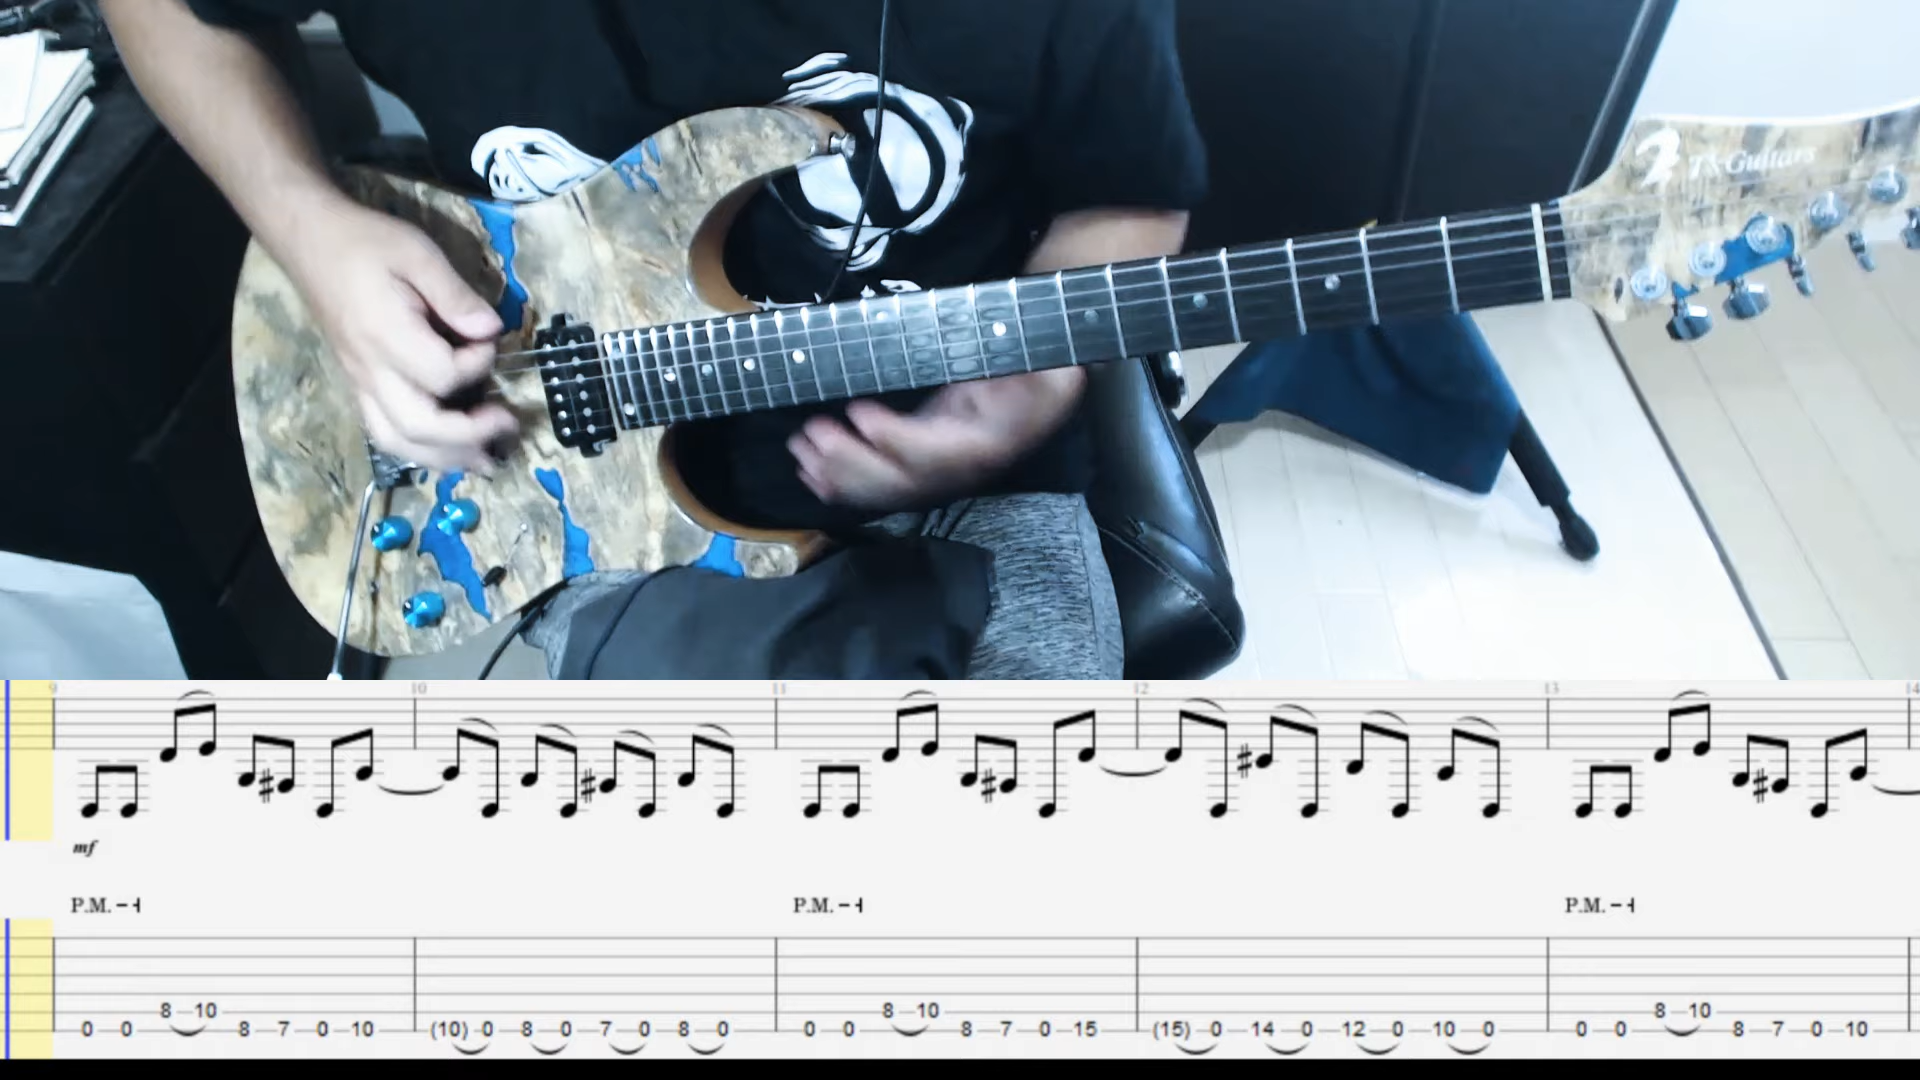 TS-Guitars
9 10 11 12 13 14
mf
P.M. P.M. P.M.
8 10 8 10 8 10
0 0 8 7 0 10 (10) 0 8 0 7 0 8 0 0 0 8 7 0 15 (15) 0 14 0 12 0 10 0 0 0 8 7 0 10